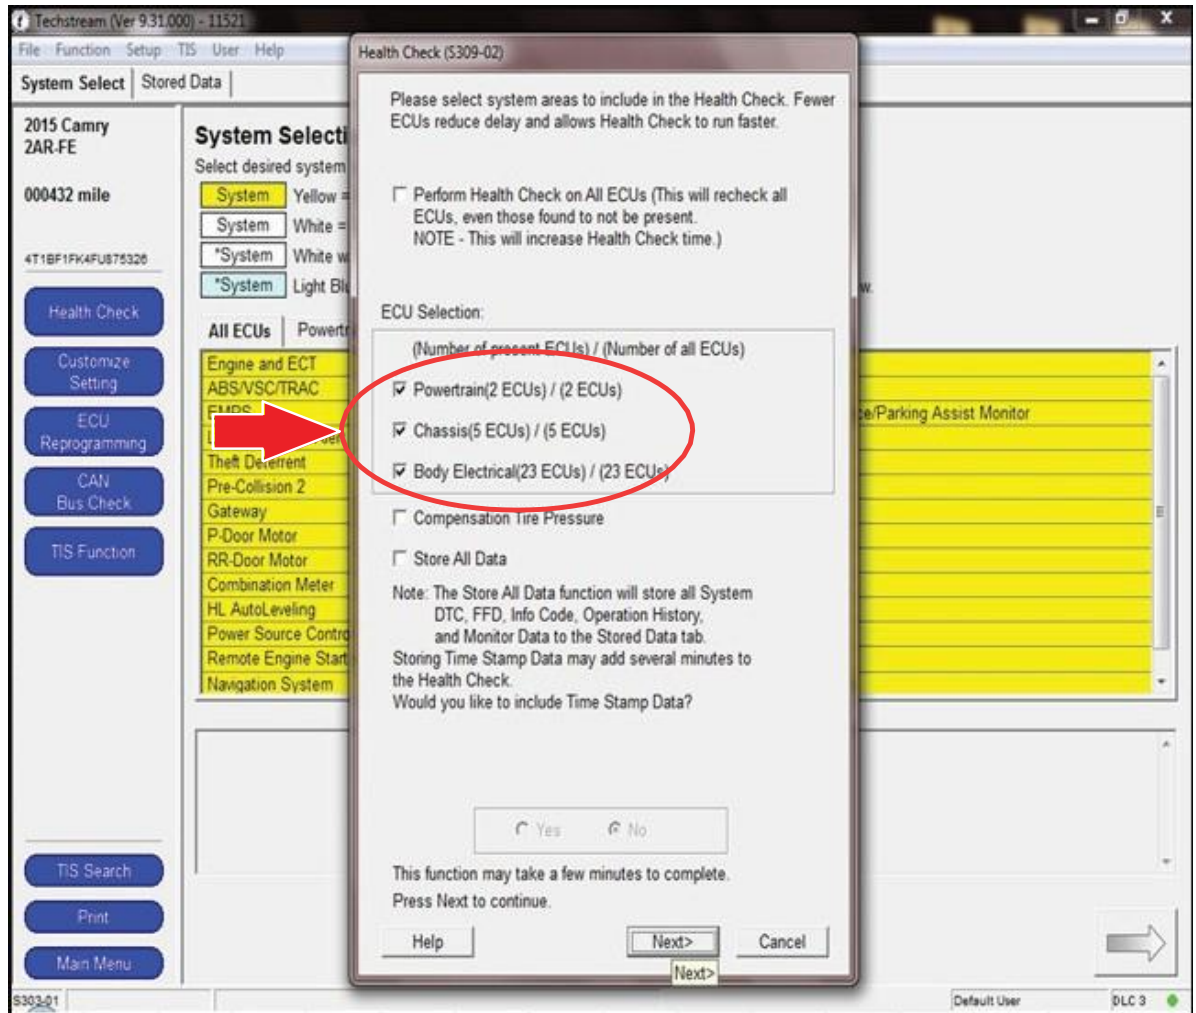 Techstream (Ver 9.31.000) - 11521
File Function Setup TIS User Help
System Select Stored Data
2015 Camry
2AR-FE
000432 mile
4T1BF1FK4FU875326
Health Check
Customize
Setting
ECU
Reprogramming
CAN
Bus Check
TIS Function
TIS Search
Print
Main Menu
System Selecti
Select desired system
System Yellow =
System White =
*System White w
*System Light Blu
w.
All ECUs Powertr
Engine and ECT
ABS/VSC/TRAC
EMPS
ce/Parking Assist Monitor
Theft Deterrent
Pre-Collision 2
Gateway
P-Door Motor
RR-Door Motor
Combination Meter
HL AutoLeveling
Power Source Contro
Remote Engine Start
Navigation System
Health Check (S309-02)
Please select system areas to include in the Health Check. Fewer
ECUs reduce delay and allows Health Check to run faster.
Perform Health Check on All ECUs (This will recheck all
ECUs, even those found to not be present.
NOTE - This will increase Health Check time.)
ECU Selection:
(Number of present ECUs) / (Number of all ECUs)
Powertrain(2 ECUs) / (2 ECUs)
Chassis(5 ECUs) / (5 ECUs)
Body Electrical(23 ECUs) / (23 ECUs)
Compensation Tire Pressure
Store All Data
Note: The Store All Data function will store all System
DTC, FFD, Info Code, Operation History,
and Monitor Data to the Stored Data tab.
Storing Time Stamp Data may add several minutes to
the Health Check.
Would you like to include Time Stamp Data?
Yes No
This function may take a few minutes to complete.
Press Next to continue.
Help Next> Cancel
Next>
S303-01 Default User DLC 3